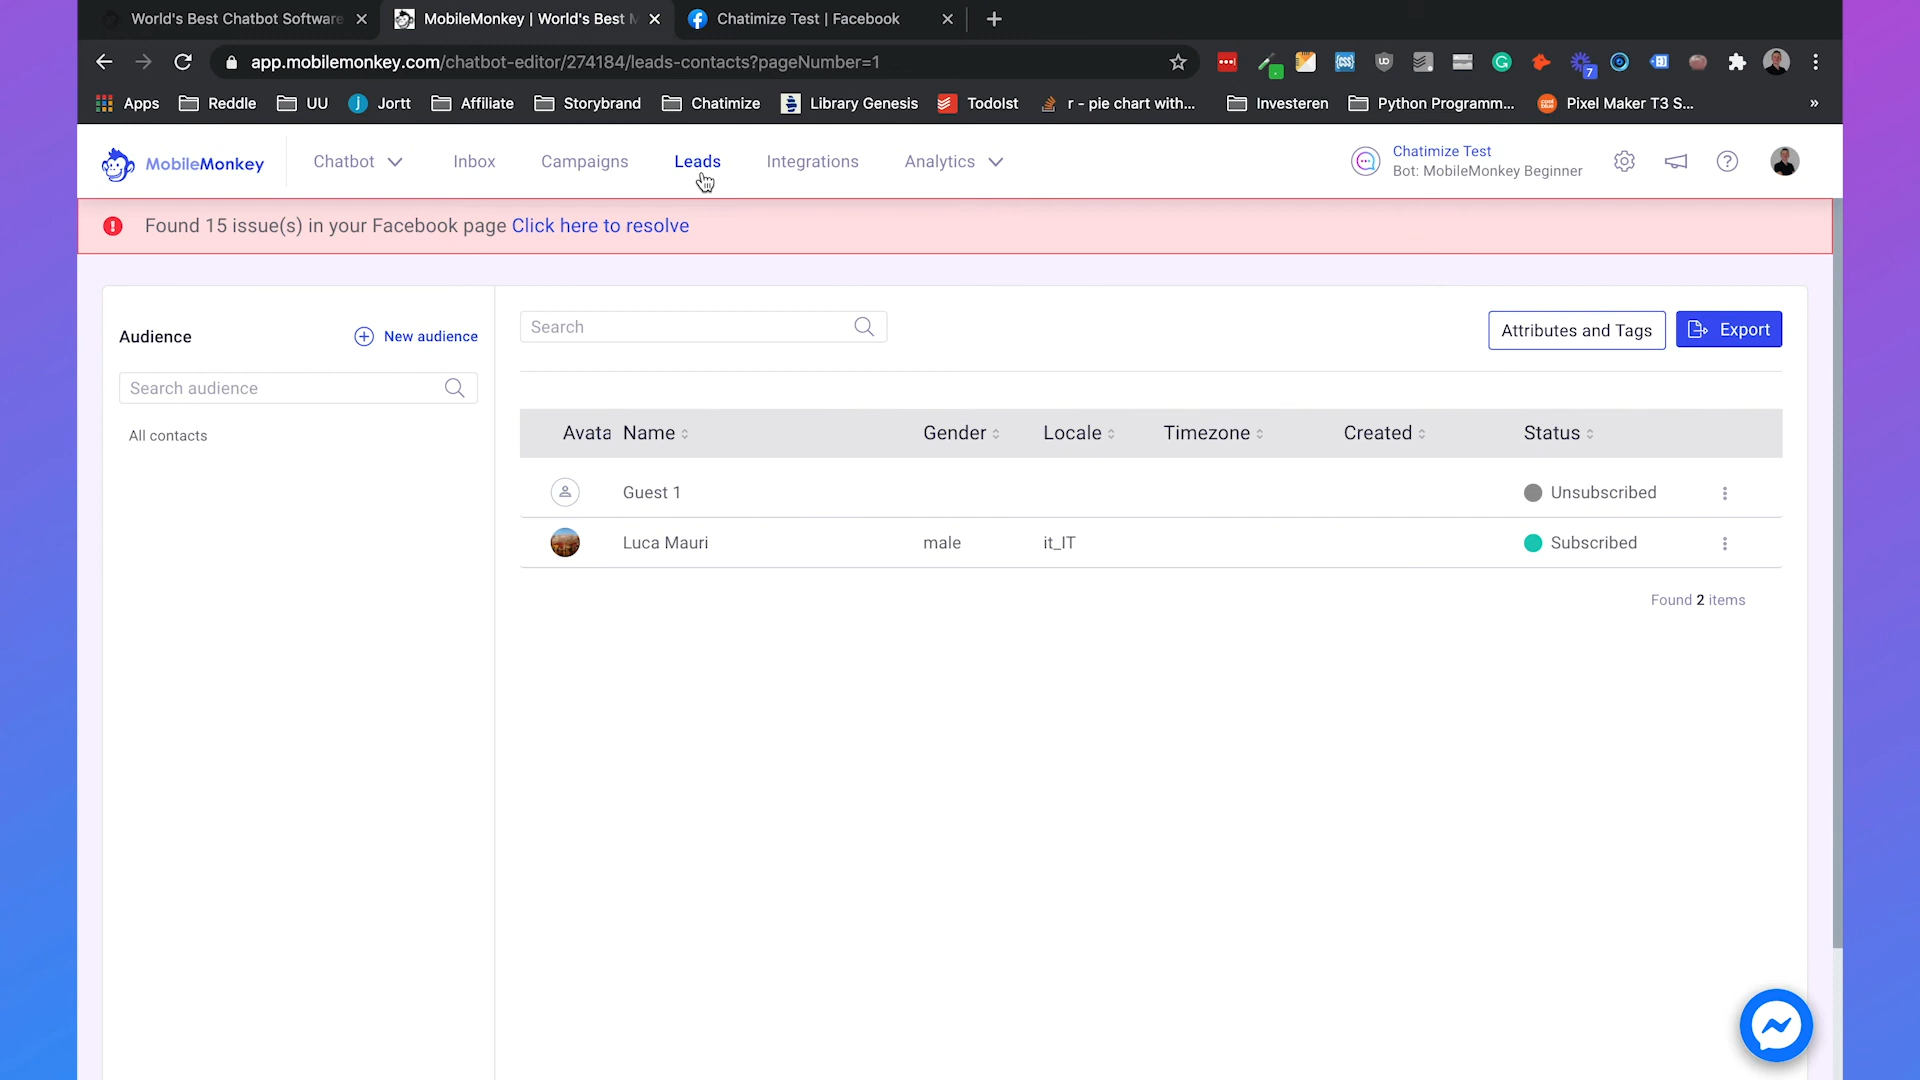 World's Best Chatbot Software
MobileMonkey | World's Best M
Chatimize Test | Facebook
app.mobilemonkey.com/chatbot-editor/274184/leads-contacts?pageNumber=1
7
Apps
Reddle
UU
Jortt
Affiliate
Storybrand
Chatimize
Library Genesis
TodoIst
r - pie chart with...
Investeren
Python Programm...
Pixel Maker T3 S...
»
MobileMonkey
Chatbot
Inbox
Campaigns
Leads
Integrations
Analytics
Chatimize Test
Bot: MobileMonkey Beginner
Found 15 issue(s) in your Facebook page Click here to resolve
Audience
New audience
Search audience
All contacts
Search
Attributes and Tags
Export
Avata Name Gender Locale Timezone Created Status
Guest 1 Unsubscribed
Luca Mauri male it_IT Subscribed
Found 2 items